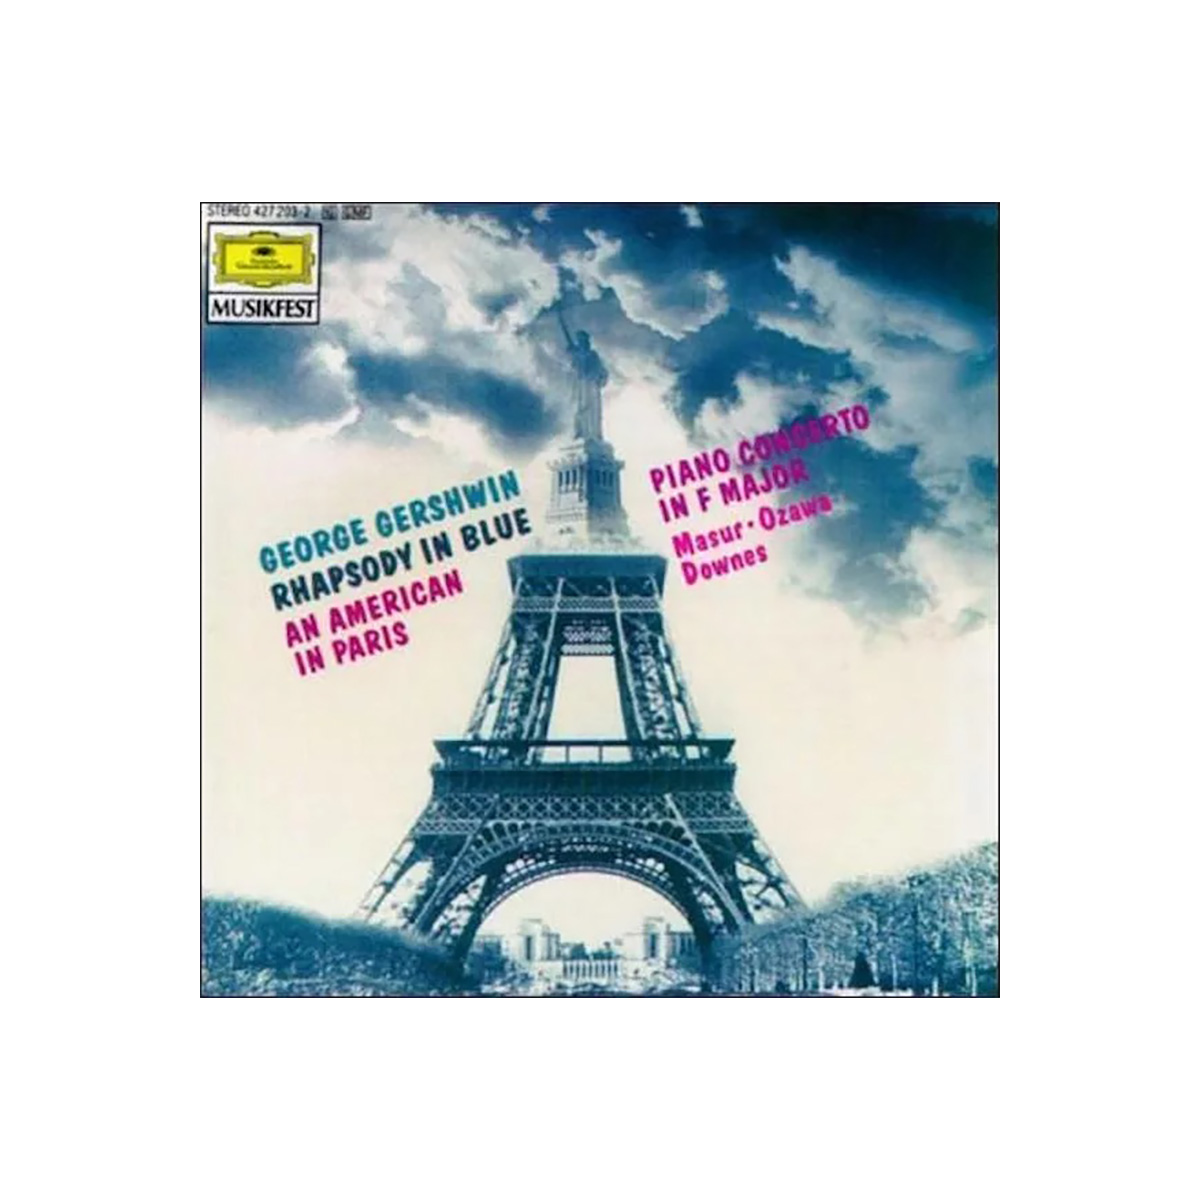 STEREO 427 203-2
MUSIKFEST
GEORGE GERSHWIN
RHAPSODY IN BLUE
AN AMERICAN
IN PARIS
PIANO CONCERTO
IN F MAJOR
Masur · Ozawa
Downes